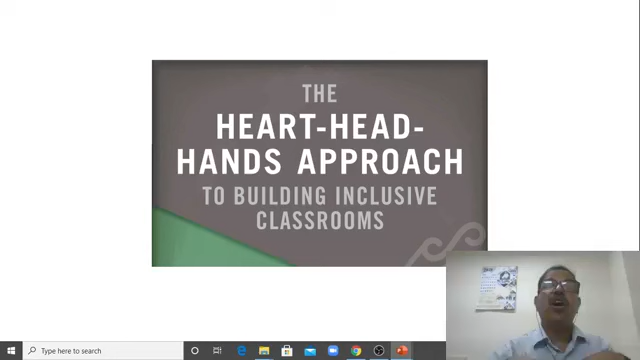 THE
HEART-HEAD-
HANDS APPROACH
TO BUILDING INCLUSIVE
CLASSROOMS
Type here to search